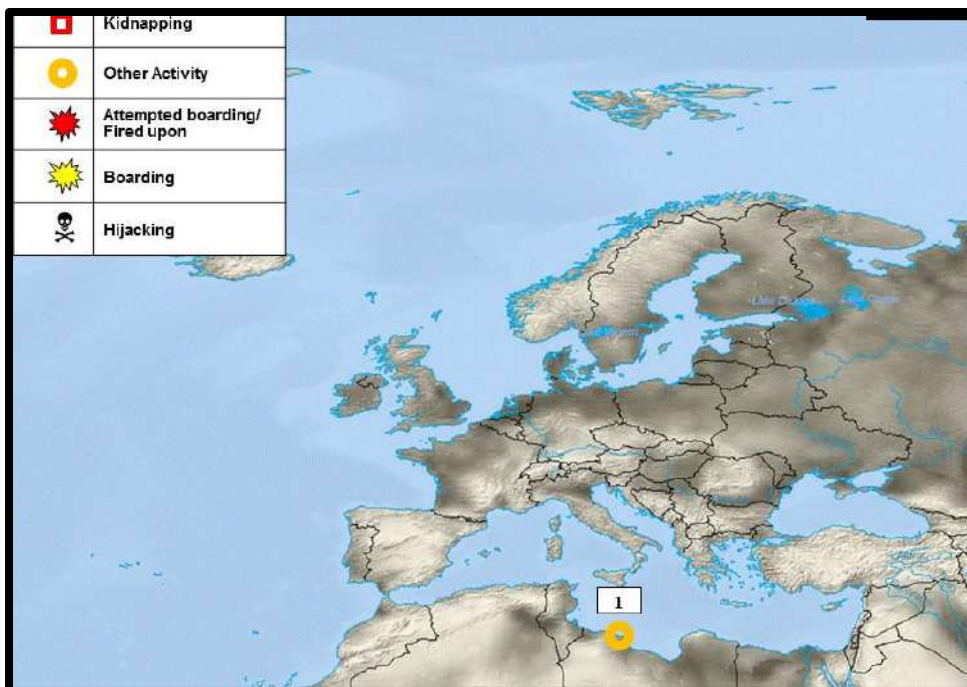 Kidnapping
Other Activity
Attempted boarding/
Fired upon
Boarding
Hijacking
1